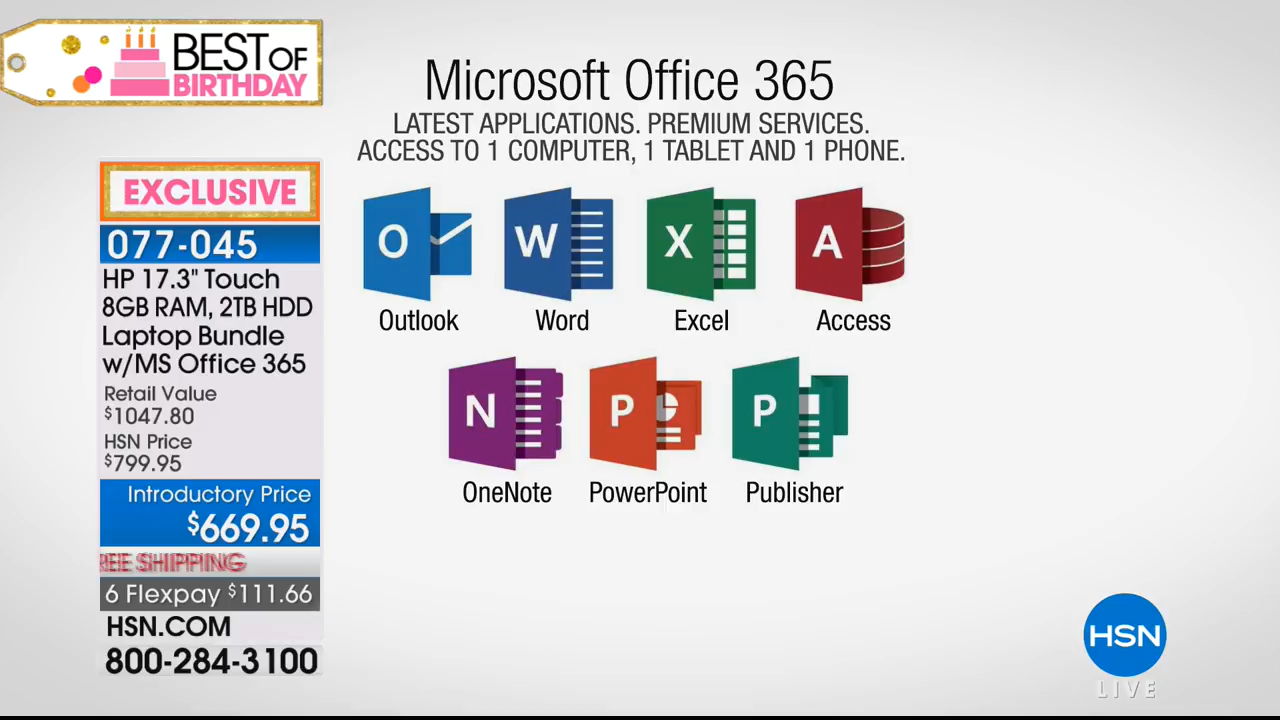 BEST OF
BIRTHDAY
EXCLUSIVE
077-045
HP 17.3" Touch
8GB RAM, 2TB HDD
Laptop Bundle
w/MS Office 365
Retail Value
$1047.80
HSN Price
$799.95
Introductory Price
$669.95
REE SHIPPING
6 Flexpay $111.66
HSN.COM
800-284-3100
Microsoft Office 365
LATEST APPLICATIONS. PREMIUM SERVICES.
ACCESS TO 1 COMPUTER, 1 TABLET AND 1 PHONE.
O W X A
Outlook Word Excel Access
N P P
OneNote PowerPoint Publisher
HSN
LIVE